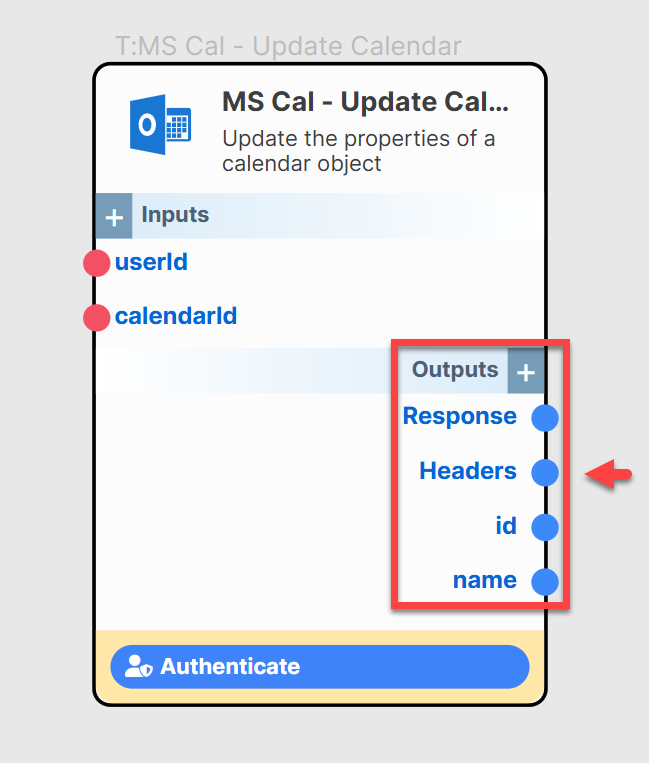 T:MS Cal - Update Calendar
MS Cal - Update Cal...
Update the properties of a
calendar object
+ Inputs
userId
calendarId
Outputs +
Response
Headers
id
name
Authenticate